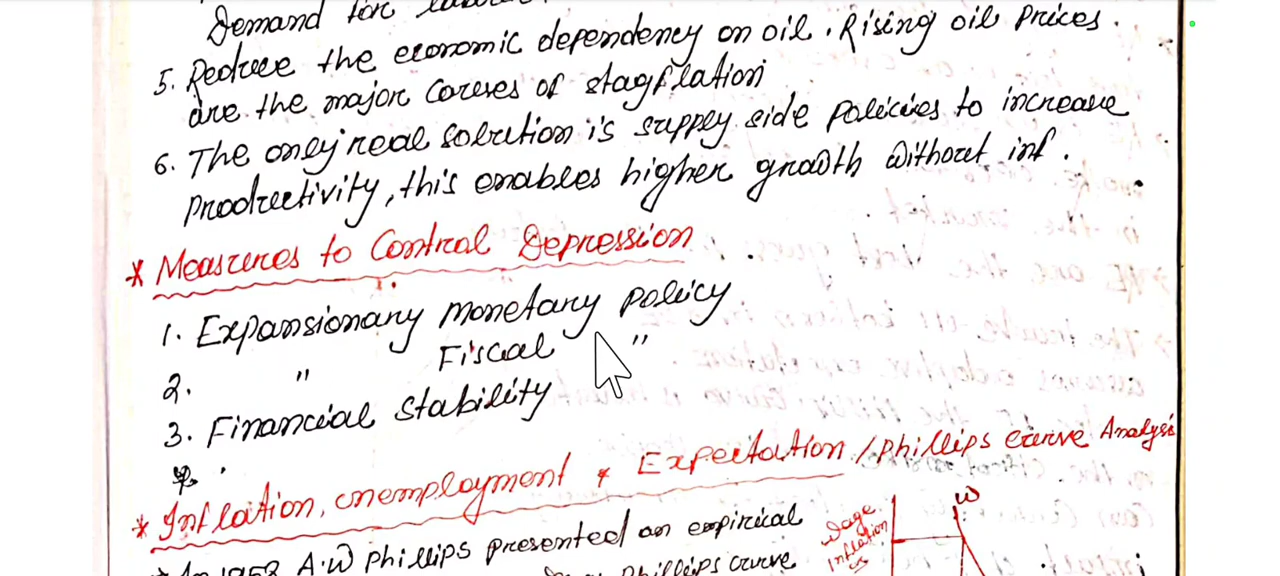 Demand for
5. Reduce the economic dependency on oil. Rising oil prices.
are the major causes of stagflation
6. The only real solution is supply side policies to increase
Productivity, this enables higher growth without inf.
* Measures to Control Depression
1. Expansionary monetary policy
2. " Fiscal "
3. Financial Stability
* Inflation, unemployment & Expectation / Phillips curve Analysis
* In 1958 A.W Phillips presented an empirical
Phillips curve
Wage
Inflation
W